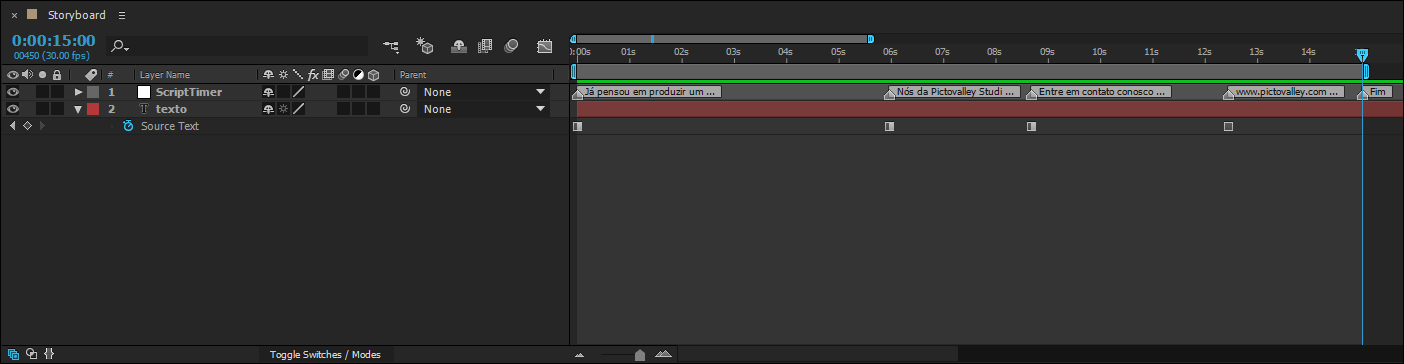 × Storyboard
0:00:15:00
00450 (30.00 fps)
:00s 01s 02s 03s 04s 05s 06s 07s 08s 09s 10s 11s 12s 13s 14s
# Layer Name fx Parent
1 ScriptTimer None
Já pensou em produzir um ... Nós da Pictovalley Studi ... Entre em contato conosco ... www.pictovalley.com ... Fim
2 T texto None
Source Text
Toggle Switches / Modes